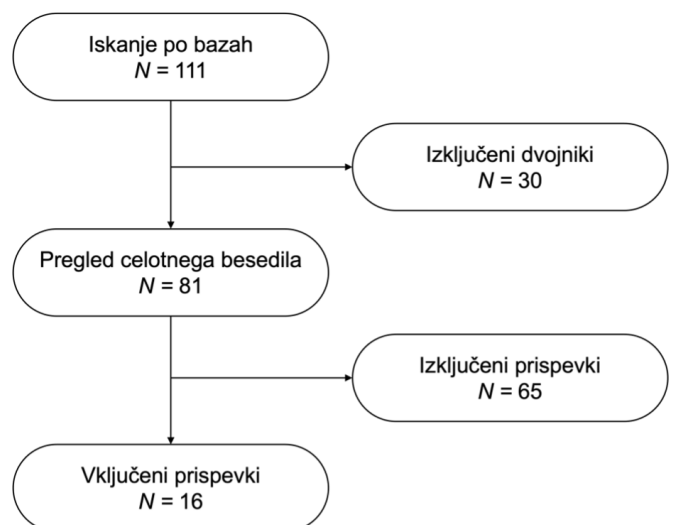 Iskanje po bazah
N = 111
Izključeni dvojniki
N = 30
Pregled celotnega besedila
N = 81
Izključeni prispevki
N = 65
Vključeni prispevki
N = 16